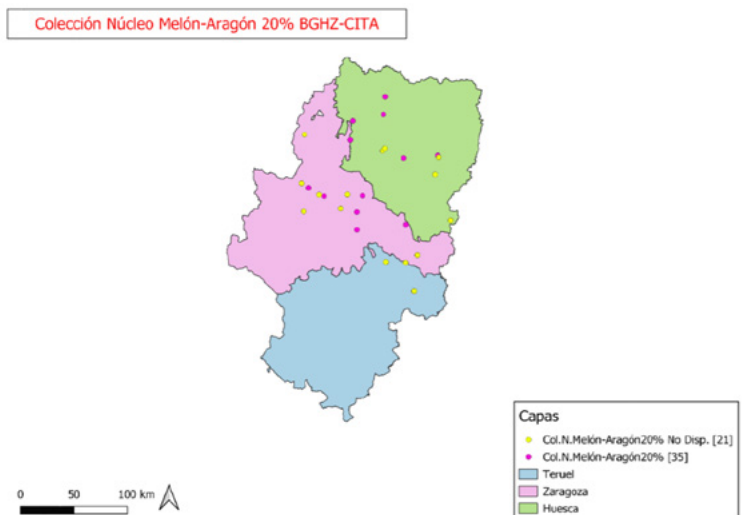 Colección Núcleo Melón-Aragón 20% BGHZ-CITA
Capas
Col.N.Melón-Aragón20% No Disp. [21]
Col.N.Melón-Aragón20% [35]
Teruel
Zaragoza
Huesca
0 50 100 km